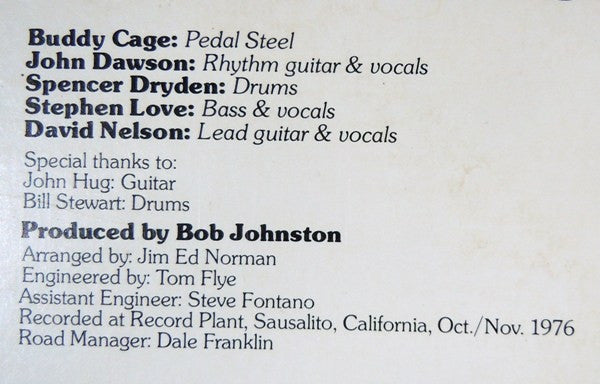 Buddy Cage: Pedal Steel
John Dawson: Rhythm guitar & vocals
Spencer Dryden: Drums
Stephen Love: Bass & vocals
David Nelson: Lead guitar & vocals
Special thanks to:
John Hug: Guitar
Bill Stewart: Drums
Produced by Bob Johnston
Arranged by: Jim Ed Norman
Engineered by: Tom Flye
Assistant Engineer: Steve Fontano
Recorded at Record Plant, Sausalito, California, Oct./Nov. 1976
Road Manager: Dale Franklin